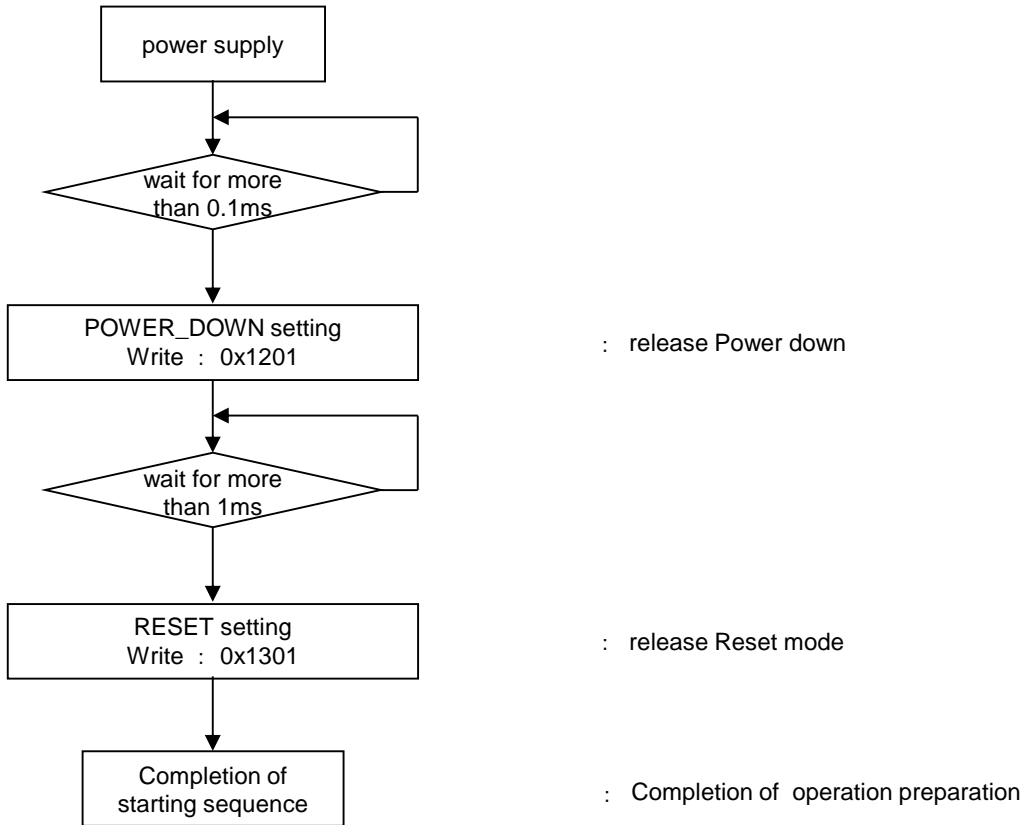 power supply
wait for more
than 0.1ms
POWER_DOWN setting
Write : 0x1201
: release Power down
wait for more
than 1ms
RESET setting
Write : 0x1301
: release Reset mode
Completion of
starting sequence
: Completion of operation preparation